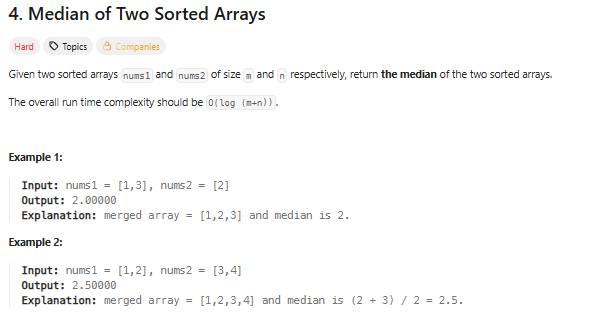 4. Median of Two Sorted Arrays
Hard Topics Companies
Given two sorted arrays nums1 and nums2 of size m and n respectively, return the median of the two sorted arrays.
The overall run time complexity should be O(log (m+n)).
Example 1:
Input: nums1 = [1,3], nums2 = [2]
Output: 2.00000
Explanation: merged array = [1,2,3] and median is 2.
Example 2:
Input: nums1 = [1,2], nums2 = [3,4]
Output: 2.50000
Explanation: merged array = [1,2,3,4] and median is (2 + 3) / 2 = 2.5.